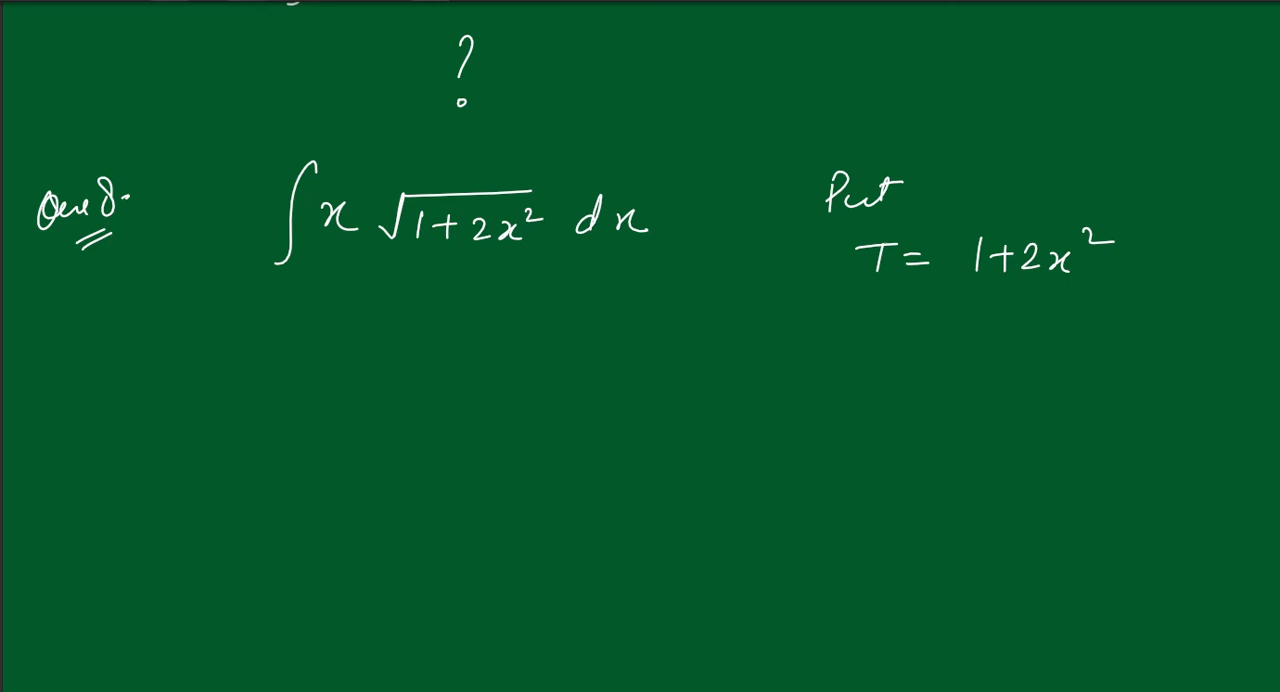 ?
Que 8. ∫ x √(1+2x²) dx Put
T = 1+2x²